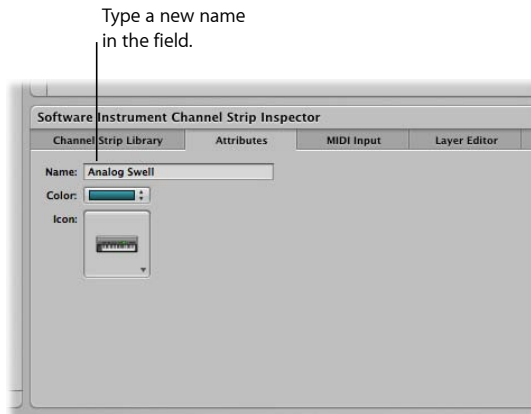 Type a new name
in the field.
Software Instrument Channel Strip Inspector
Channel Strip Library
Attributes
MIDI Input
Layer Editor
Name: Analog Swell
Color:
Icon: